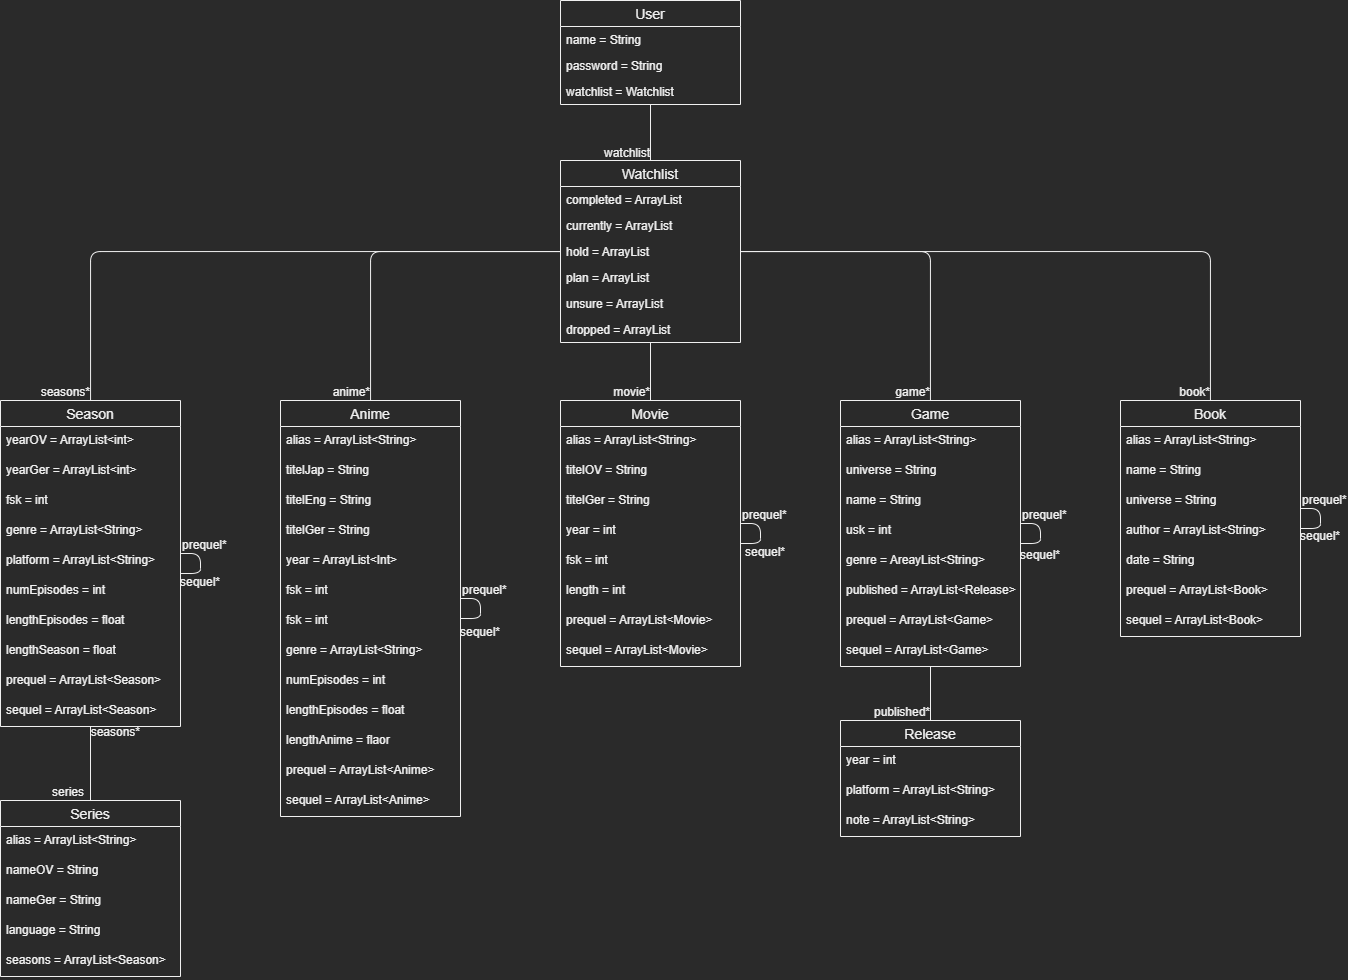 User
name = String
password = String
watchlist = Watchlist
watchlist
Watchlist
completed = ArrayList
currently = ArrayList
hold = ArrayList
plan = ArrayList
unsure = ArrayList
dropped = ArrayList
seasons*
Season
yearOV = ArrayList<int>
yearGer = ArrayList<int>
fsk = int
genre = ArrayList<String>
platform = ArrayList<String>
numEpisodes = int
lengthEpisodes = float
lengthSeason = float
prequel = ArrayList<Season>
sequel = ArrayList<Season>
prequel*
sequel*
seasons*
series
Series
alias = ArrayList<String>
nameOV = String
nameGer = String
language = String
seasons = ArrayList<Season>
anime*
Anime
alias = ArrayList<String>
titelJap = String
titelEng = String
titelGer = String
year = ArrayList<Int>
fsk = int
fsk = int
genre = ArrayList<String>
numEpisodes = int
lengthEpisodes = float
lengthAnime = flaor
prequel = ArrayList<Anime>
sequel = ArrayList<Anime>
prequel*
sequel*
movie*
Movie
alias = ArrayList<String>
titelOV = String
titelGer = String
year = int
fsk = int
length = int
prequel = ArrayList<Movie>
sequel = ArrayList<Movie>
prequel*
sequel*
game*
Game
alias = ArrayList<String>
universe = String
name = String
usk = int
genre = AreayList<String>
published = ArrayList<Release>
prequel = ArrayList<Game>
sequel = ArrayList<Game>
prequel*
sequel*
published*
Release
year = int
platform = ArrayList<String>
note = ArrayList<String>
book*
Book
alias = ArrayList<String>
name = String
universe = String
author = ArrayList<String>
date = String
prequel = ArrayList<Book>
sequel = ArrayList<Book>
prequel*
sequel*